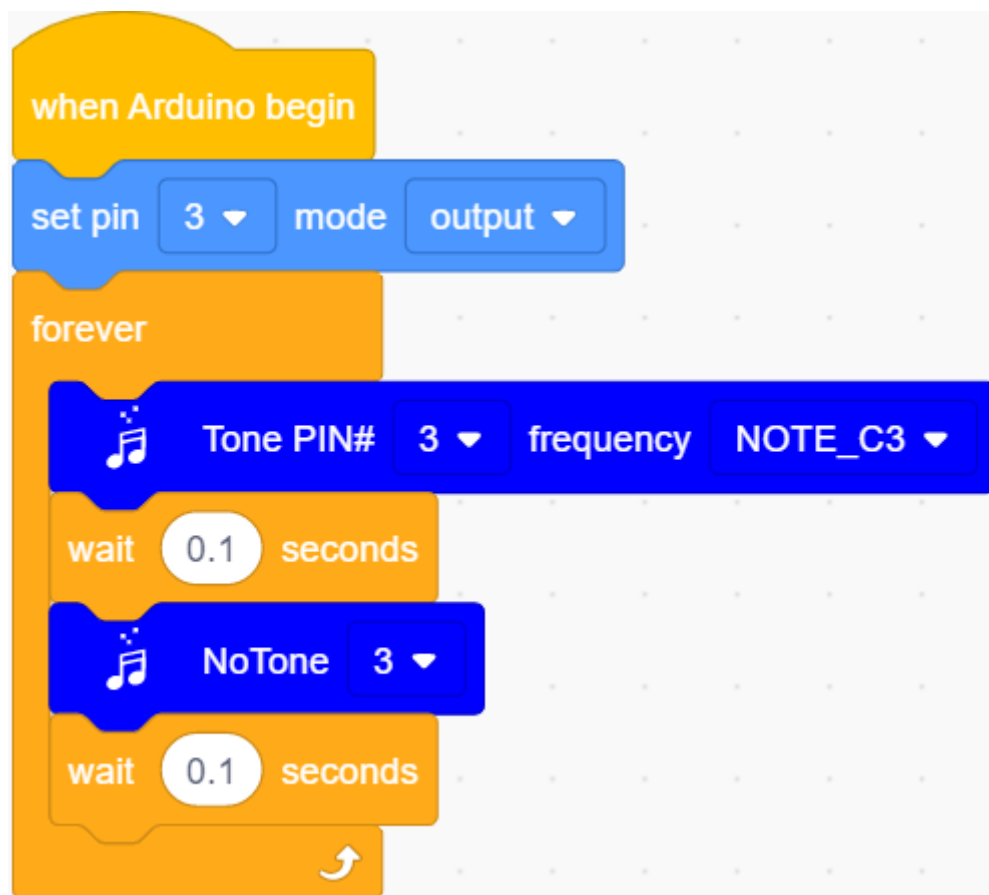 when Arduino begin
set pin 3 mode output
forever
Tone PIN# 3 frequency NOTE_C3
wait 0.1 seconds
NoTone 3
wait 0.1 seconds